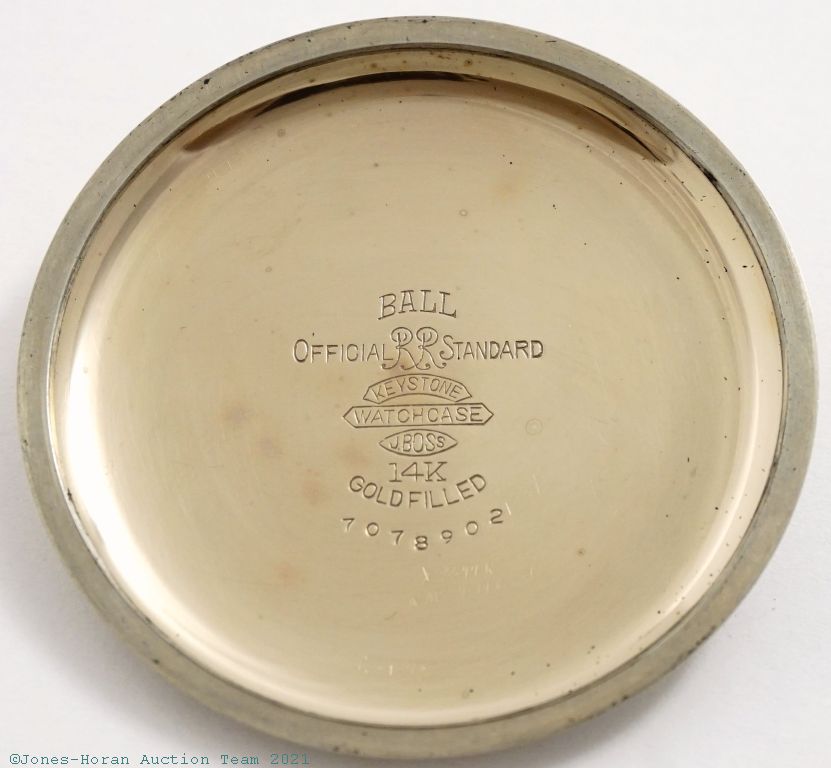 BALL
OFFICIAL RR STANDARD
KEYSTONE
WATCHCASE
J.BOSS
14K
GOLD FILLED
7078902
©Jones-Horan Auction Team 2021